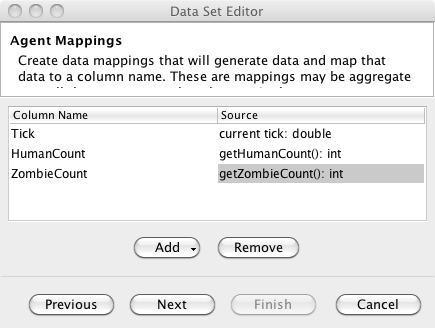 Data Set Editor
Agent Mappings
Create data mappings that will generate data and map that
data to a column name. These are mappings may be aggregate
Column Name Source
Tick current tick: double
HumanCount getHumanCount(): int
ZombieCount getZombieCount(): int
Add Remove
Previous Next Finish Cancel